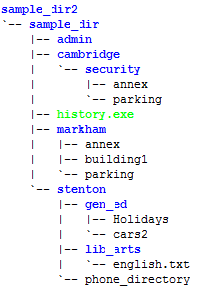 sample_dir2
`-- sample_dir
    |-- admin
    |-- cambridge
    |   `-- security
    |       |-- annex
    |       `-- parking
    |-- history.exe
    |-- markham
    |   |-- annex
    |   |-- building1
    |   `-- parking
    `-- stenton
        |-- gen_ed
        |   |-- Holidays
        |   `-- cars2
        |-- lib_arts
        |   `-- english.txt
        `-- phone_directory